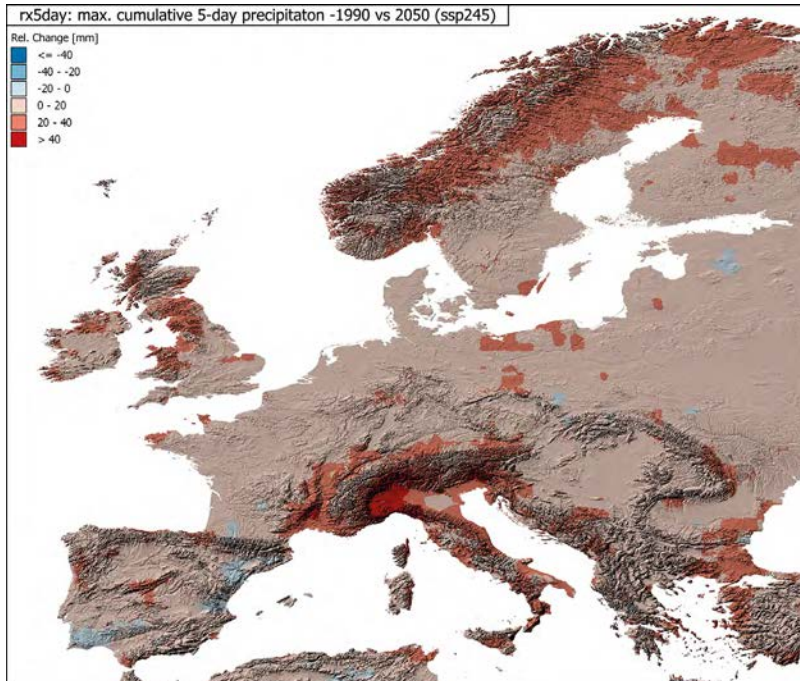 rx5day: max. cumulative 5-day precipitaton -1990 vs 2050 (ssp245)
Rel. Change [mm]
<= -40
-40 - -20
-20 - 0
0 - 20
20 - 40
> 40